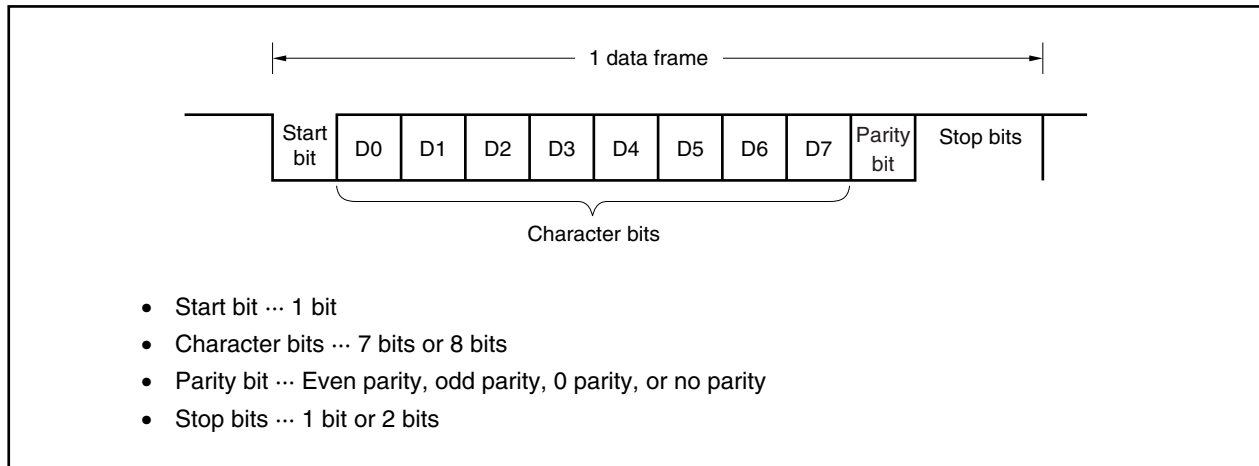 1 data frame
Start bit D0 D1 D2 D3 D4 D5 D6 D7 Parity bit Stop bits
Character bits
• Start bit ··· 1 bit
• Character bits ··· 7 bits or 8 bits
• Parity bit ··· Even parity, odd parity, 0 parity, or no parity
• Stop bits ··· 1 bit or 2 bits